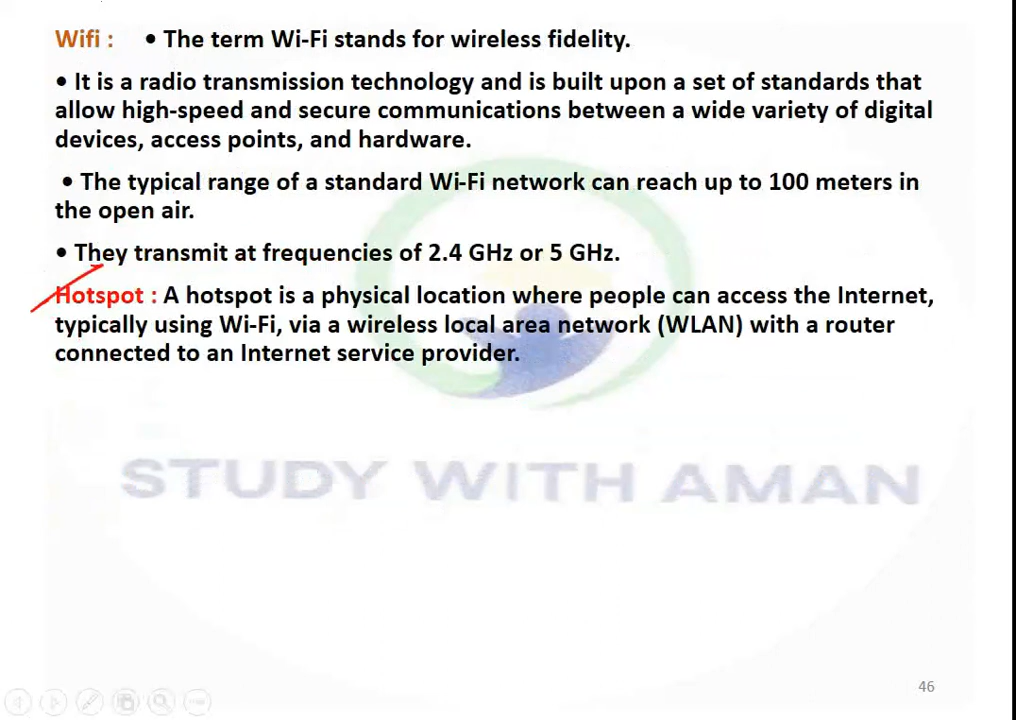 Wifi : • The term Wi-Fi stands for wireless fidelity.
• It is a radio transmission technology and is built upon a set of standards that
allow high-speed and secure communications between a wide variety of digital
devices, access points, and hardware.
• The typical range of a standard Wi-Fi network can reach up to 100 meters in
the open air.
• They transmit at frequencies of 2.4 GHz or 5 GHz.
Hotspot : A hotspot is a physical location where people can access the Internet,
typically using Wi-Fi, via a wireless local area network (WLAN) with a router
connected to an Internet service provider.
STUDY WITH AMAN
46